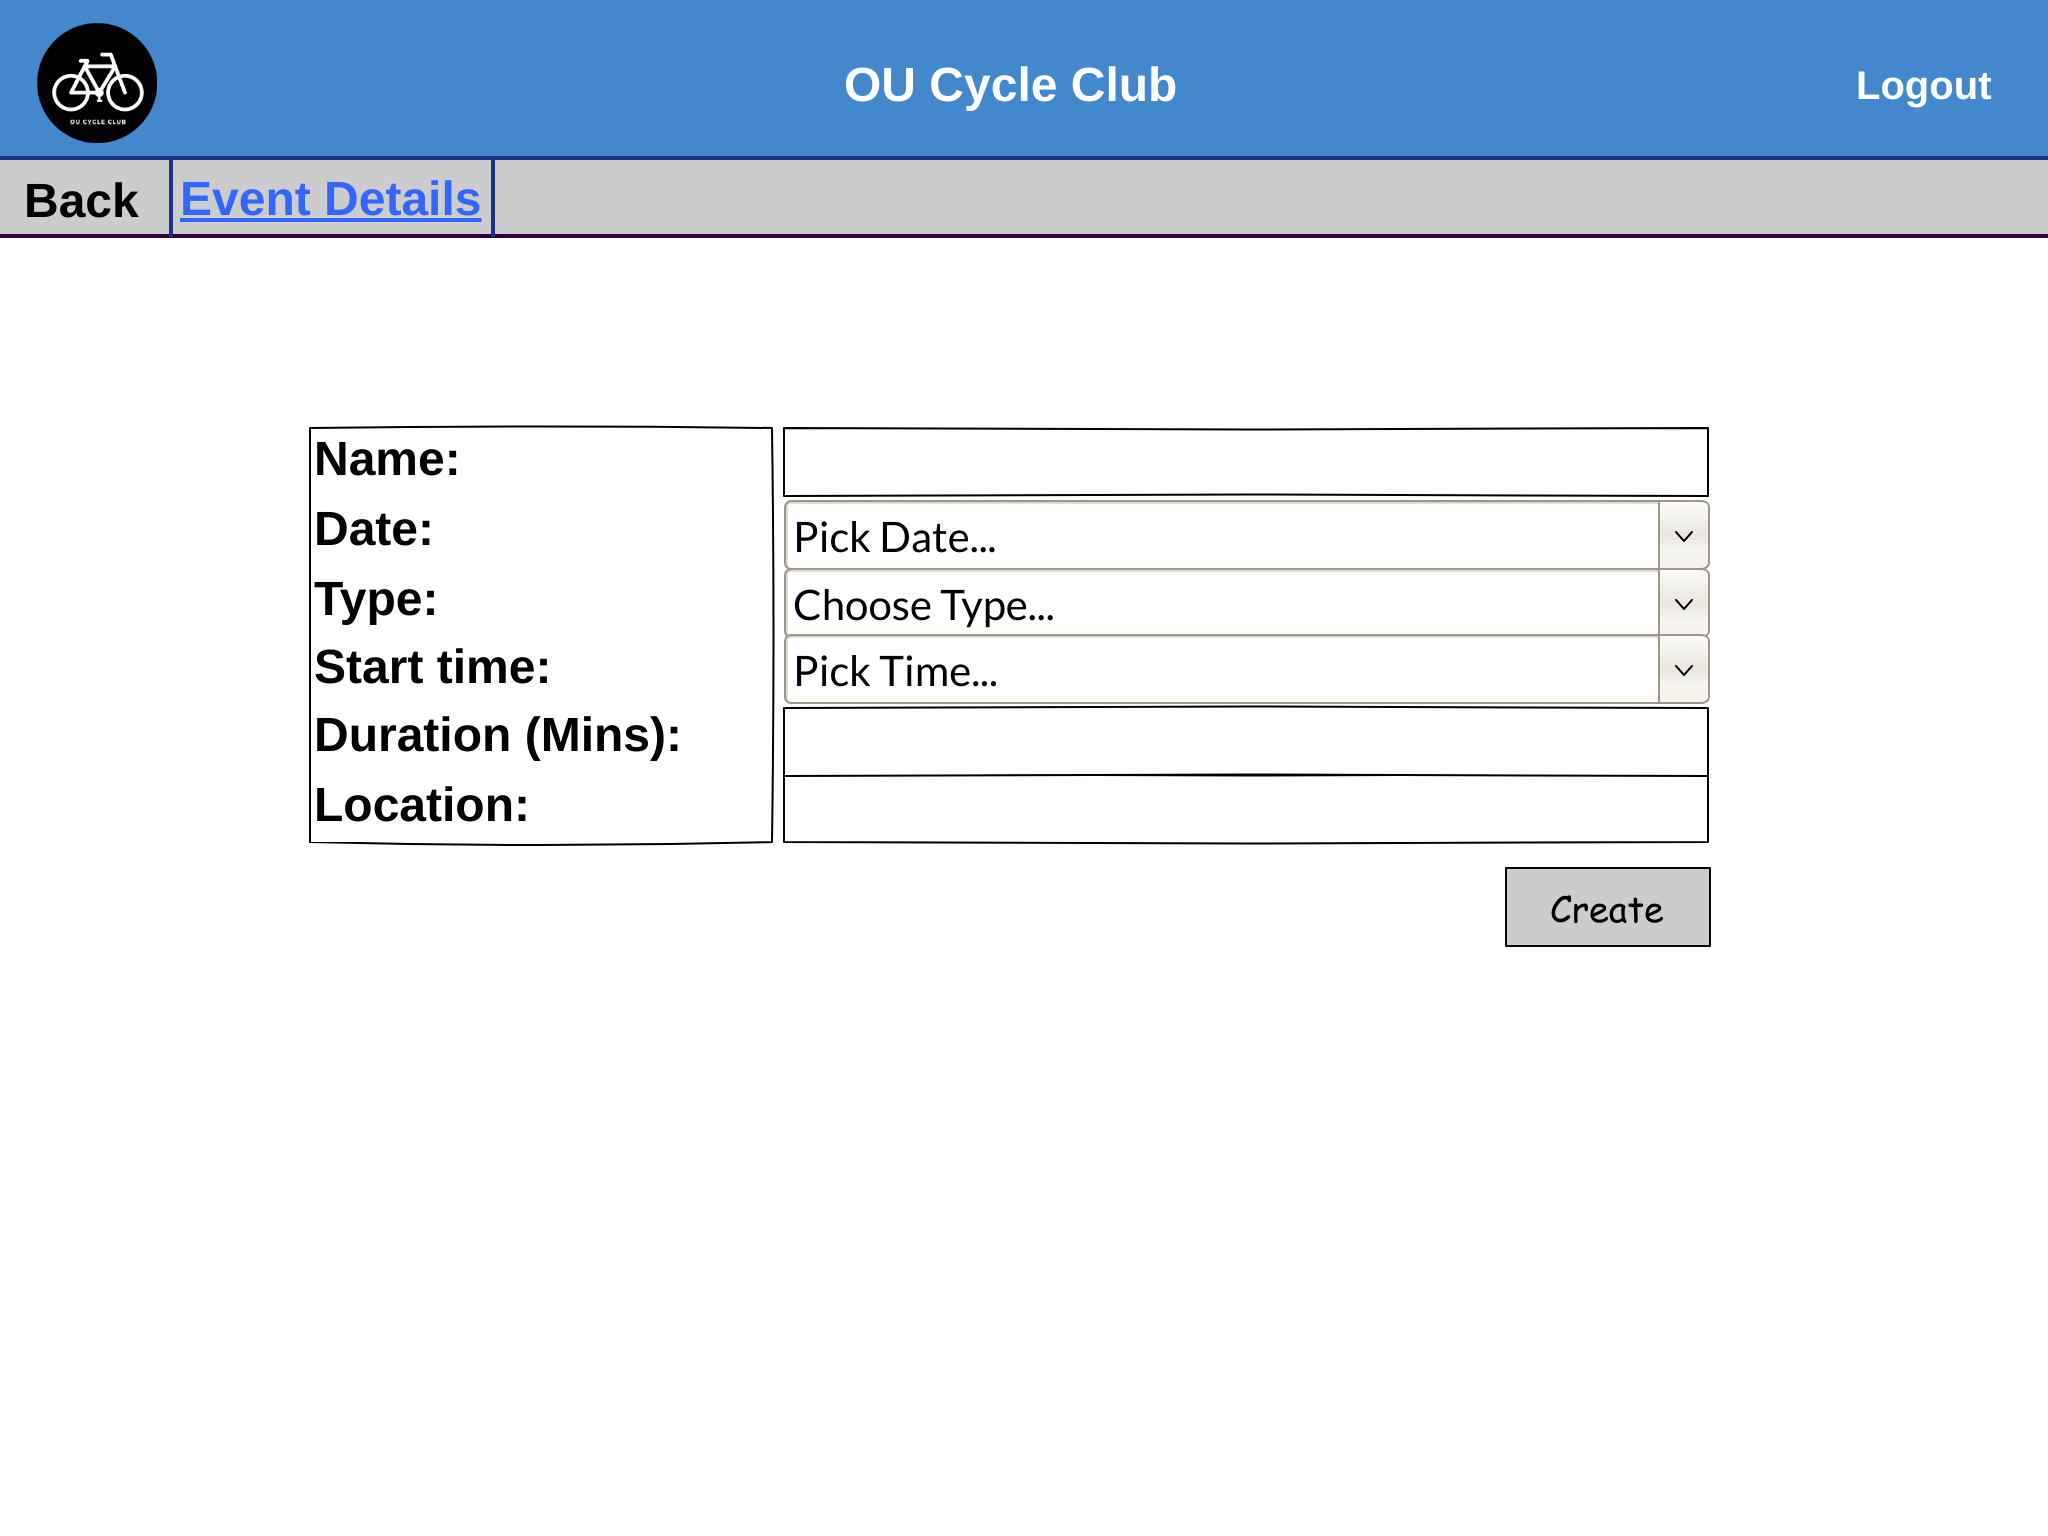 OU CYCLE CLUB
OU Cycle Club
Logout
Back
Event Details
Name:
Date:
Pick Date...
Type:
Choose Type...
Start time:
Pick Time...
Duration (Mins):
Location:
Create